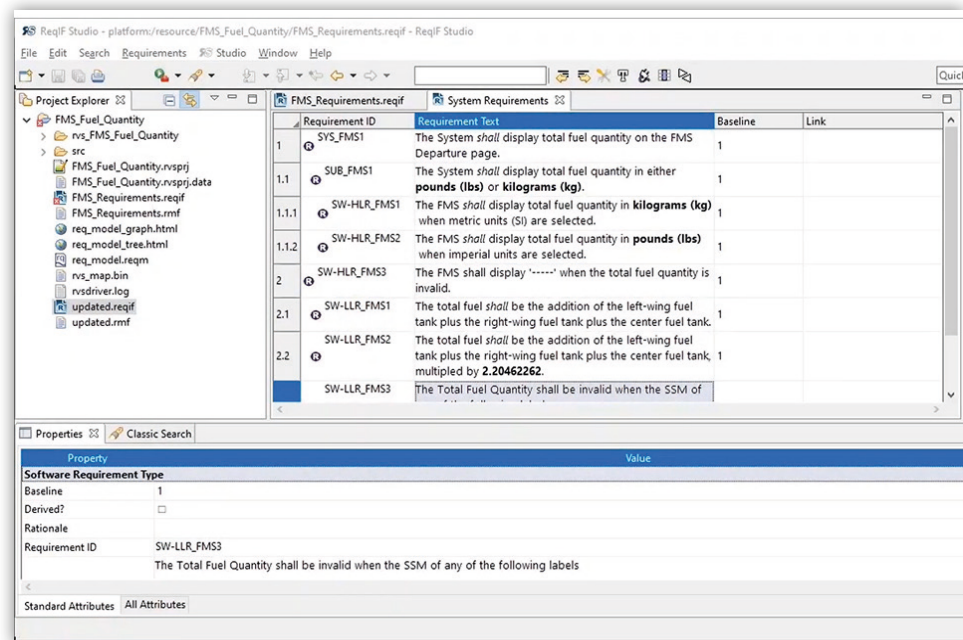 ReqIF Studio - platform:/resource/FMS_Fuel_Quantity/FMS_Requirements.reqif - ReqIF Studio
File Edit Search Requirements Studio Window Help
Quic
Project Explorer
FMS_Fuel_Quantity
rvs_FMS_Fuel_Quantity
src
FMS_Fuel_Quantity.rvsprj
FMS_Fuel_Quantity.rvsprj.data
FMS_Requirements.reqif
FMS_Requirements.rmf
req_model_graph.html
req_model_tree.html
req_model.reqm
rvs_map.bin
rvsdriver.log
updated.reqif
updated.rmf
FMS_Requirements.reqif System Requirements
Requirement ID Requirement Text Baseline Link
1 SYS_FMS1 The System shall display total fuel quantity on the FMS
Departure page. 1
1.1 SUB_FMS1 The System shall display total fuel quantity in either
pounds (lbs) or kilograms (kg). 1
1.1.1 SW-HLR_FMS1 The FMS shall display total fuel quantity in kilograms (kg)
when metric units (SI) are selected. 1
1.1.2 SW-HLR_FMS2 The FMS shall display total fuel quantity in pounds (lbs)
when imperial units are selected. 1
2 SW-HLR_FMS3 The FMS shall display '-----' when the total fuel quantity is
invalid. 1
2.1 SW-LLR_FMS1 The total fuel shall be the addition of the left-wing fuel
tank plus the right-wing fuel tank plus the center fuel tank. 1
2.2 SW-LLR_FMS2 The total fuel shall be the addition of the left-wing fuel
tank plus the right-wing fuel tank plus the center fuel tank, 1
multipled by 2.20462262.
SW-LLR_FMS3 The Total Fuel Quantity shall be invalid when the SSM of
Properties Classic Search
Property Value
Software Requirement Type
Baseline 1
Derived?
Rationale
Requirement ID SW-LLR_FMS3
The Total Fuel Quantity shall be invalid when the SSM of any of the following labels
Standard Attributes All Attributes